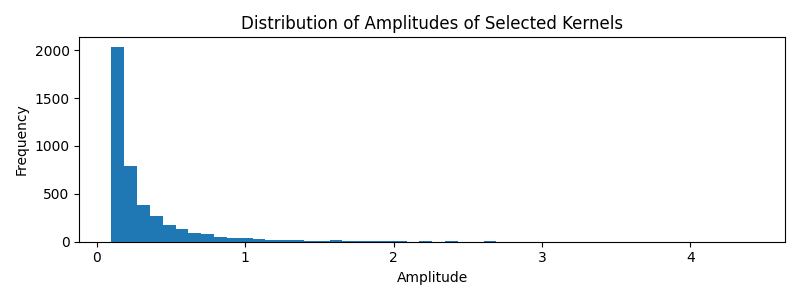 Distribution of Amplitudes of Selected Kernels
2000
1500
1000
500
0
Frequency
0 1 2 3 4
Amplitude